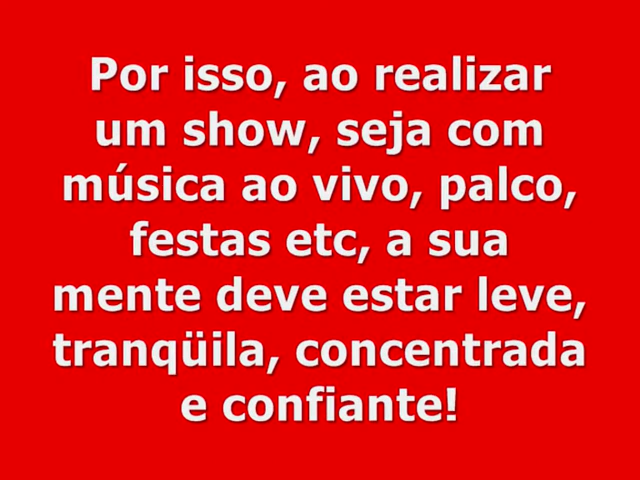 Por isso, ao realizar
um show, seja com
música ao vivo, palco,
festas etc, a sua
mente deve estar leve,
tranqüila, concentrada
e confiante!